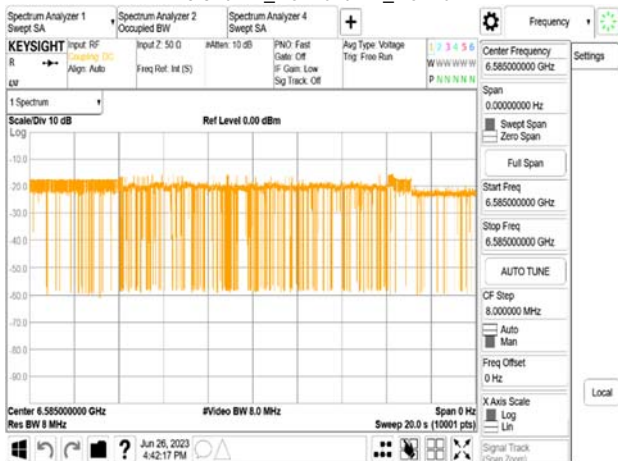 Spectrum Analyzer 1
Swept SA
Spectrum Analyzer 2
Occupied BW
Spectrum Analyzer 4
Swept SA
+
Frequency
KEYSIGHT
R
Input: RF
Coupling: DC
Align: Auto
Input Z: 50 Ω
Freq Ref: Int (S)
#Atten: 10 dB
PNO: Fast
Gate: Off
IF Gain: Low
Sig Track: Off
Avg Type: Voltage
Trig: Free Run
1 2 3 4 5 6
W W W W W W
P N N N N N
1 Spectrum
Scale/Div 10 dB
Ref Level 0.00 dBm
Log
-10.0
-20.0
-30.0
-40.0
-50.0
-60.0
-70.0
-80.0
-90.0
Center 6.585000000 GHz
#Video BW 8.0 MHz
Span 0 Hz
Res BW 8 MHz
Sweep 20.0 s (10001 pts)
Jun 26, 2023
4:42:17 PM
Center Frequency
6.585000000 GHz
Settings
Span
0.00000000 Hz
Swept Span
Zero Span
Full Span
Start Freq
6.585000000 GHz
Stop Freq
6.585000000 GHz
AUTO TUNE
CF Step
8.000000 MHz
Auto
Man
Freq Offset
0 Hz
X Axis Scale
Log
Lin
Local
Signal Track
(Span Zoom)